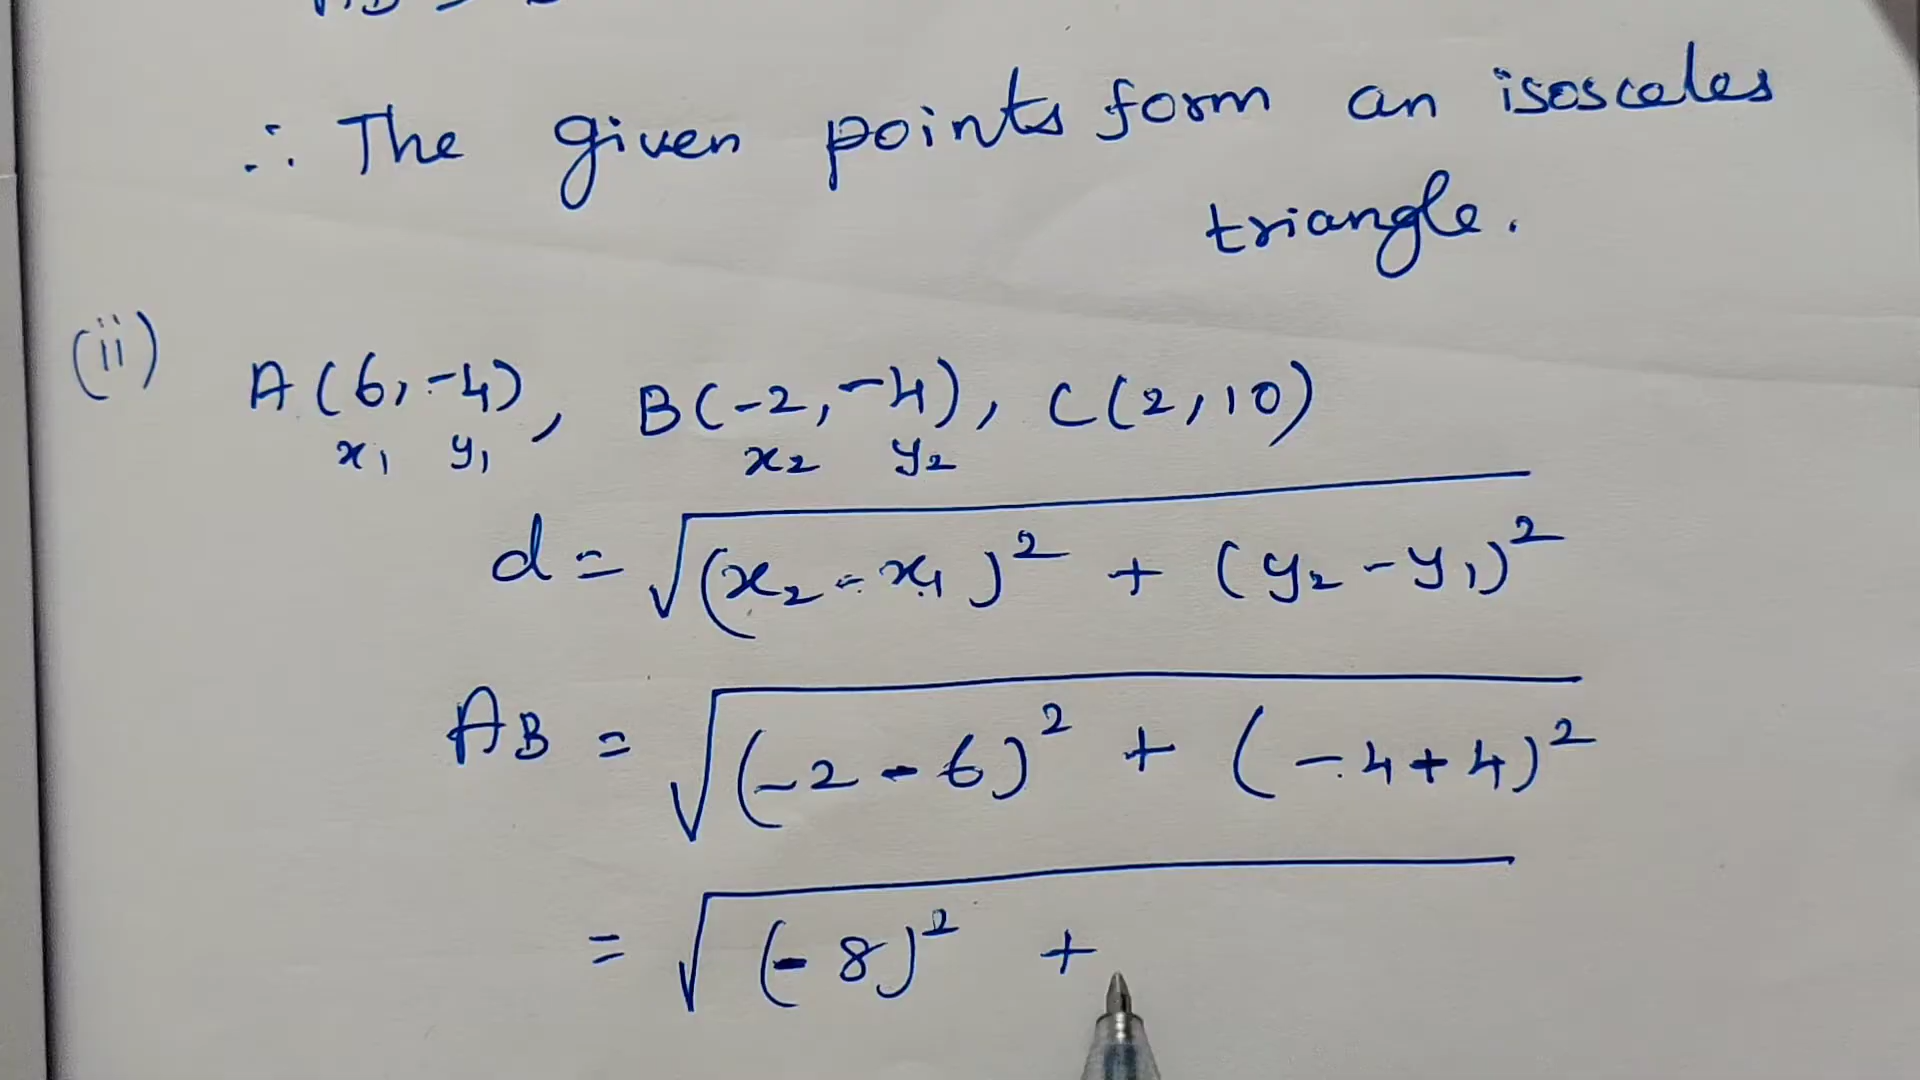 ∴ The given points form an isosceles
triangle.
(ii) A(6,-4), B(-2,-4), C(2,10)
x₁ y₁ x₂ y₂
d = √(x₂-x₁)² + (y₂-y₁)²
AB = √(-2-6)² + (-4+4)²
= √(-8)² +